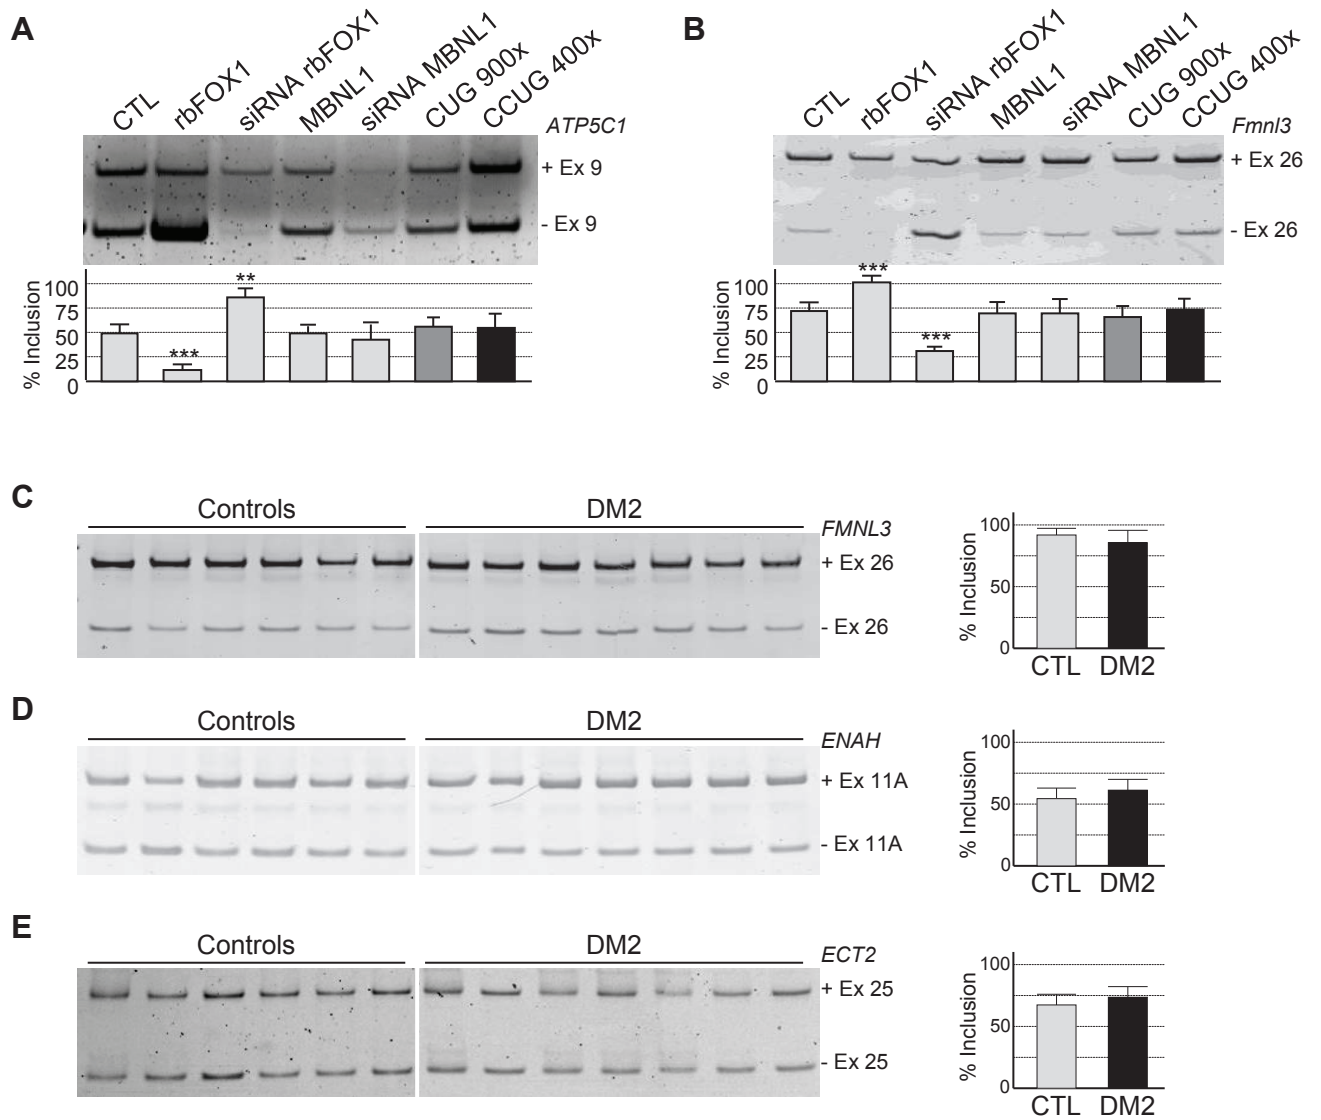 A
CTL
rbFOX1
siRNA rbFOX1
MBNL1
siRNA MBNL1
CUG 900x
CCUG 400x
ATP5C1
+ Ex 9
- Ex 9
% Inclusion
100
75
50
25
0
***
**
B
CTL
rbFOX1
siRNA rbFOX1
MBNL1
siRNA MBNL1
CUG 900x
CCUG 400x
Fmnl3
+ Ex 26
- Ex 26
% Inclusion
100
75
50
25
0
***
***
C
Controls
DM2
FMNL3
+ Ex 26
- Ex 26
% Inclusion
100
50
0
CTL DM2
D
Controls
DM2
ENAH
+ Ex 11A
- Ex 11A
% Inclusion
100
50
0
CTL DM2
E
Controls
DM2
ECT2
+ Ex 25
- Ex 25
% Inclusion
100
50
0
CTL DM2